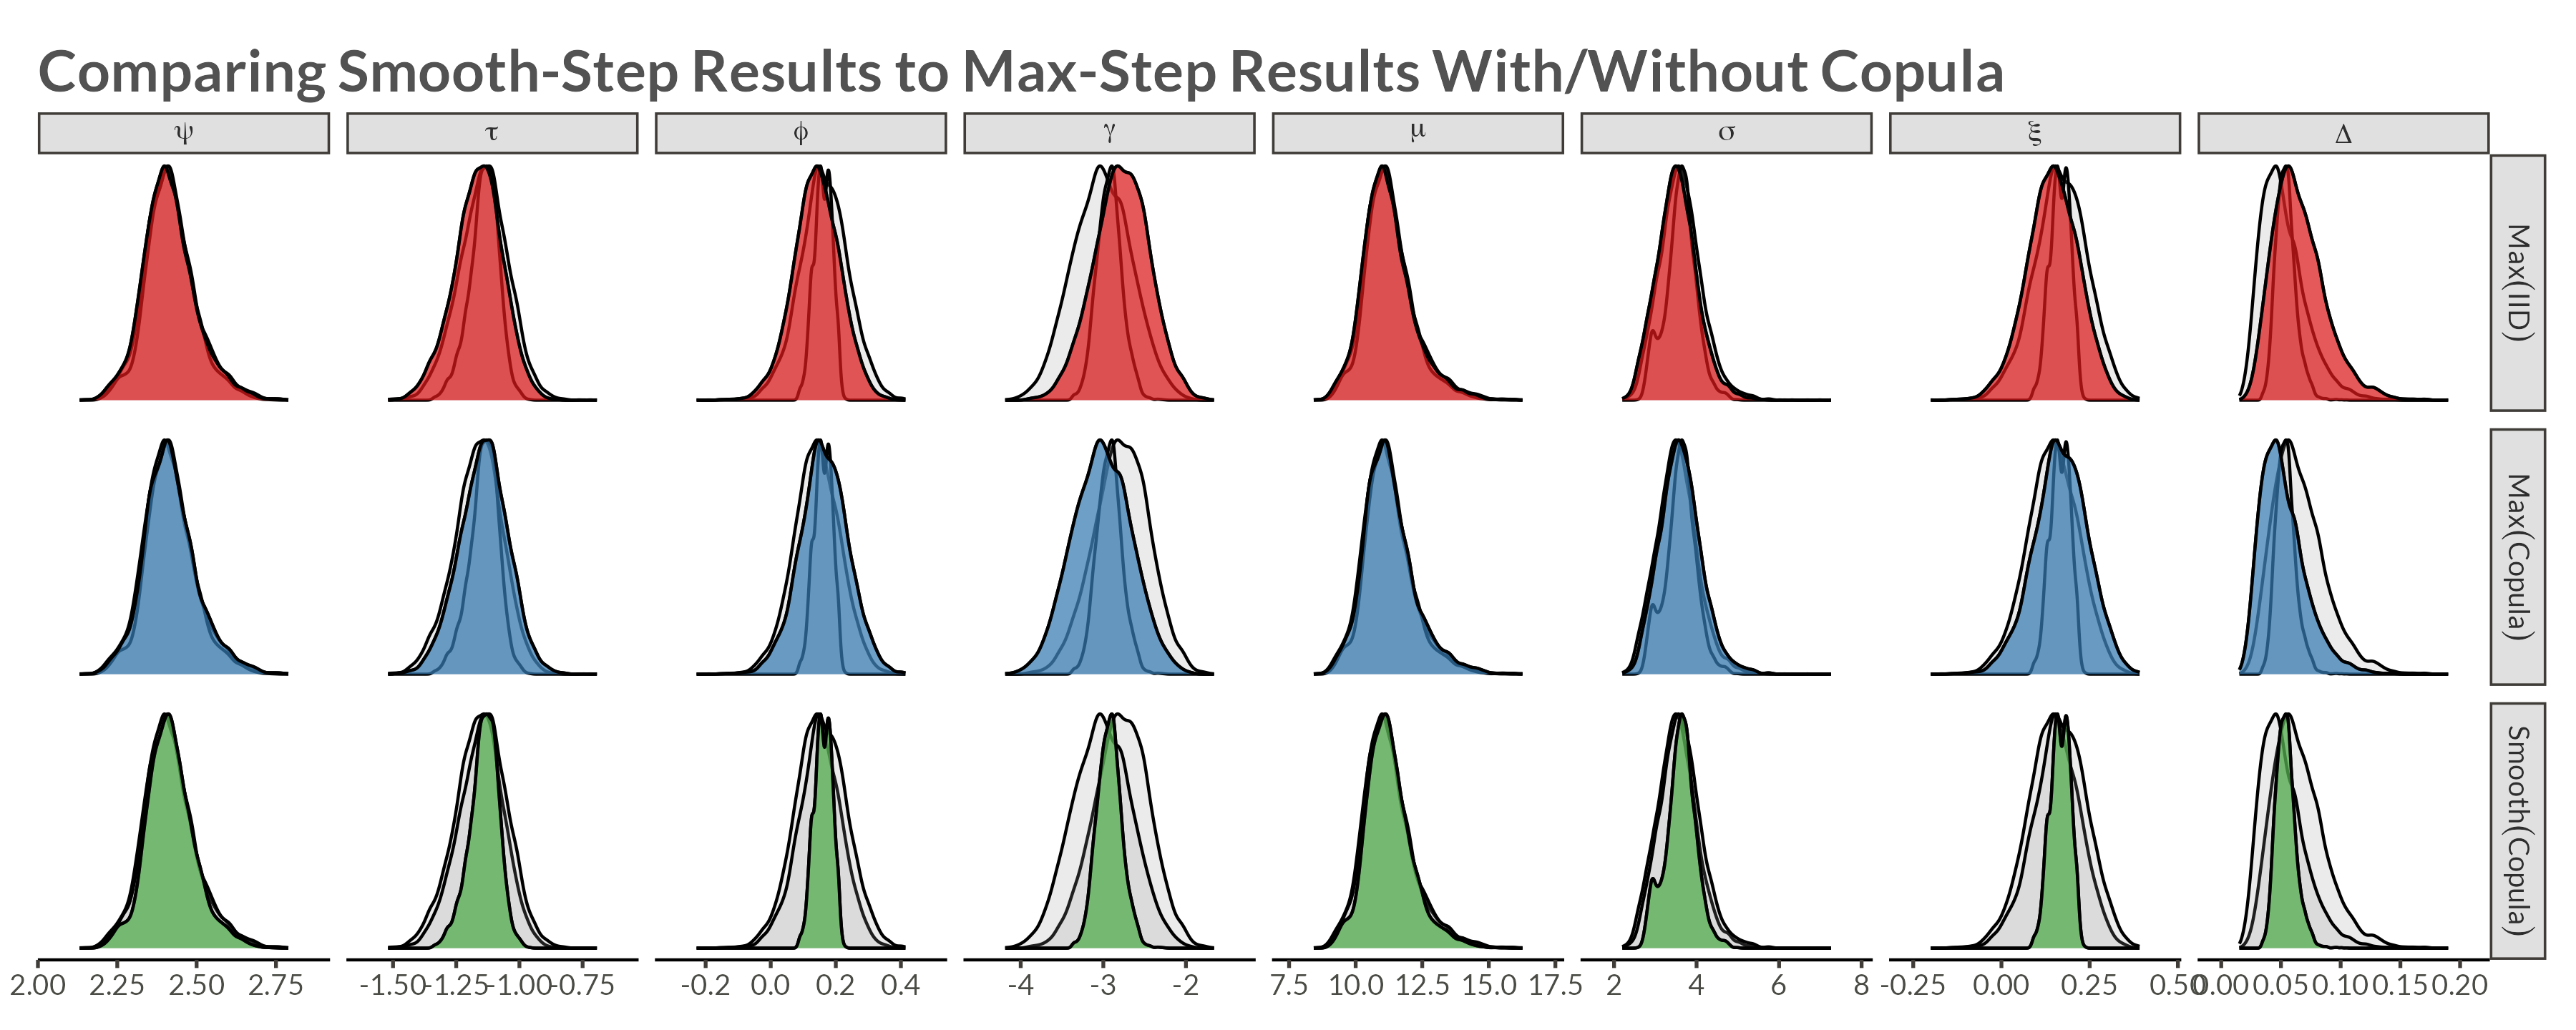 Comparing Smooth-Step Results to Max-Step Results With/Without Copula
ψ τ φ γ μ σ ξ Δ
Max(IID)
Max(Copula)
Smooth(Copula)
2.00 2.25 2.50 2.75 -1.50 -1.25 -1.00 -0.75 -0.2 0.0 0.2 0.4 -4 -3 -2 7.5 10.0 12.5 15.0 17.5 2 4 6 8 -0.25 0.00 0.25 0.50 0.00 0.05 0.10 0.15 0.20